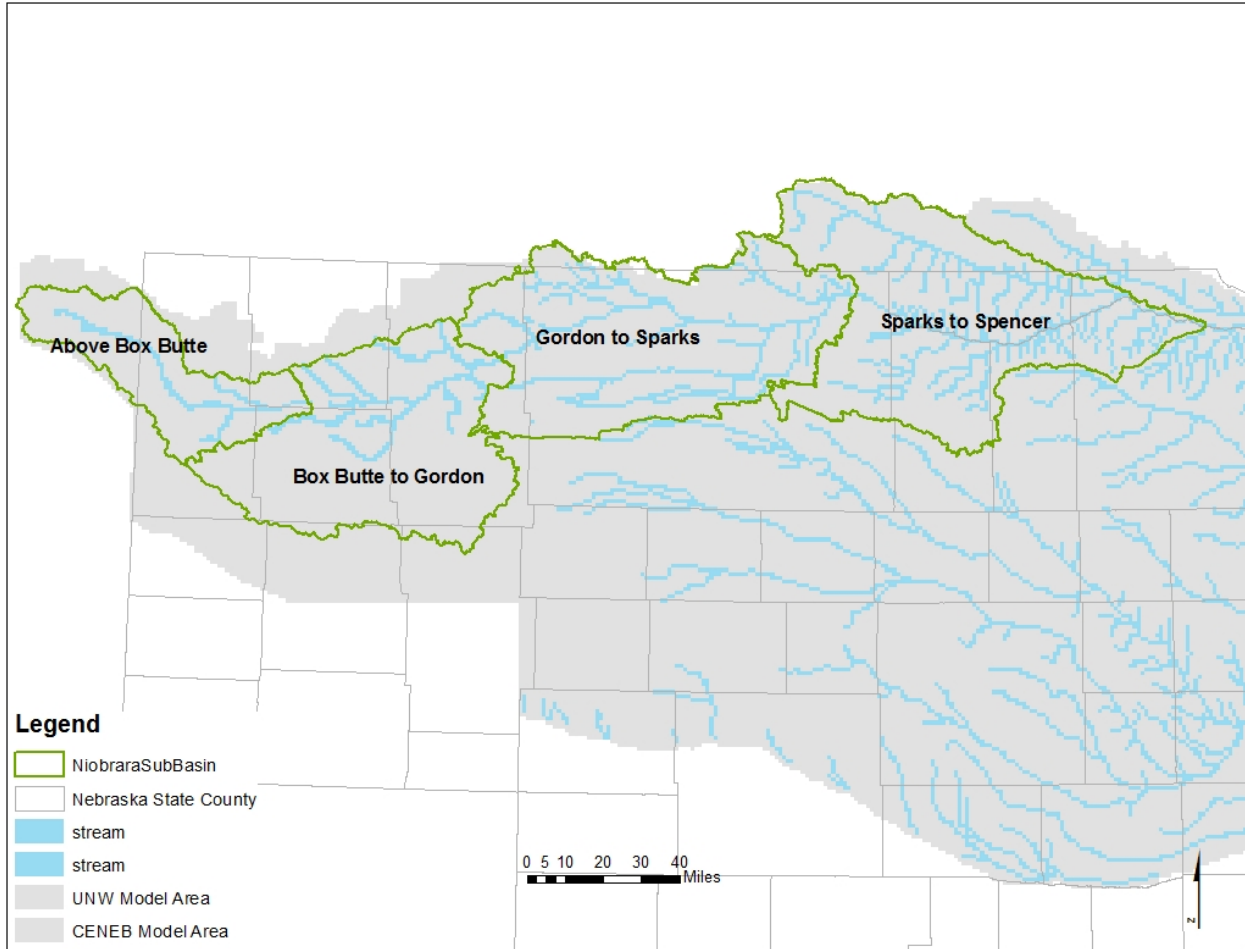 Above Box Butte
Gordon to Sparks
Sparks to Spencer
Box Butte to Gordon
Legend
NiobraraSubBasin
Nebraska State County
stream
stream
UNW Model Area
CENEB Model Area
0 5 10 20 30 40
Miles
N